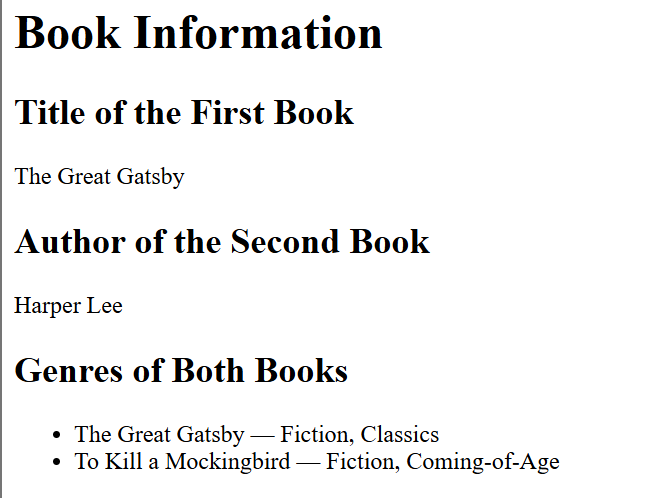 Book Information
Title of the First Book
The Great Gatsby
Author of the Second Book
Harper Lee
Genres of Both Books
• The Great Gatsby — Fiction, Classics
• To Kill a Mockingbird — Fiction, Coming-of-Age